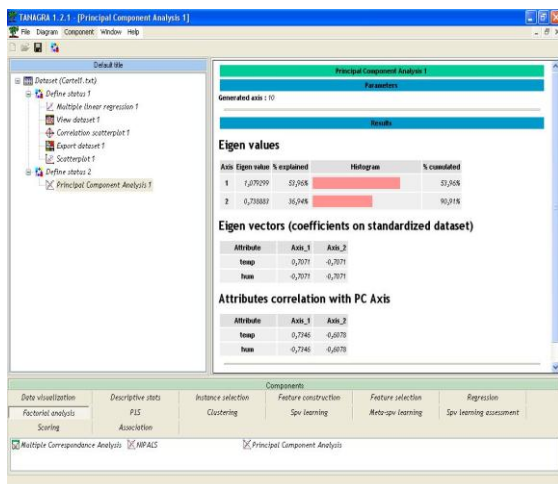 TANAGRA 1.2.1 - [Principal Component Analysis 1]
File Diagram Component Window Help
Default title
Dataset (Cartel1.txt)
Define status 1
Multiple linear regression 1
View dataset 1
Correlation scatterplot 1
Export dataset 1
Scatterplot 1
Define status 2
Principal Component Analysis 1
Principal Component Analysis 1
Parameters
Generated axis : 10
Results
Eigen values
Axis Eigen value % explained Histogram % cumulated
1 1,079299 53,96% 53,96%
2 0,738883 36,94% 90,91%
Eigen vectors (coefficients on standardized dataset)
Attribute Axis_1 Axis_2
temp 0,7071 -0,7071
hum -0,7071 -0,7071
Attributes correlation with PC Axis
Attribute Axis_1 Axis_2
temp 0,7346 -0,6078
hum -0,7346 -0,6078
Components
Data visualization Descriptive stats Instance selection Feature construction Feature selection Regression
Factorial analysis PLS Clustering Spv learning Meta-spv learning Spv learning assessment
Scoring Association
Multiple Correspondance Analysis NIPALS Principal Component Analysis